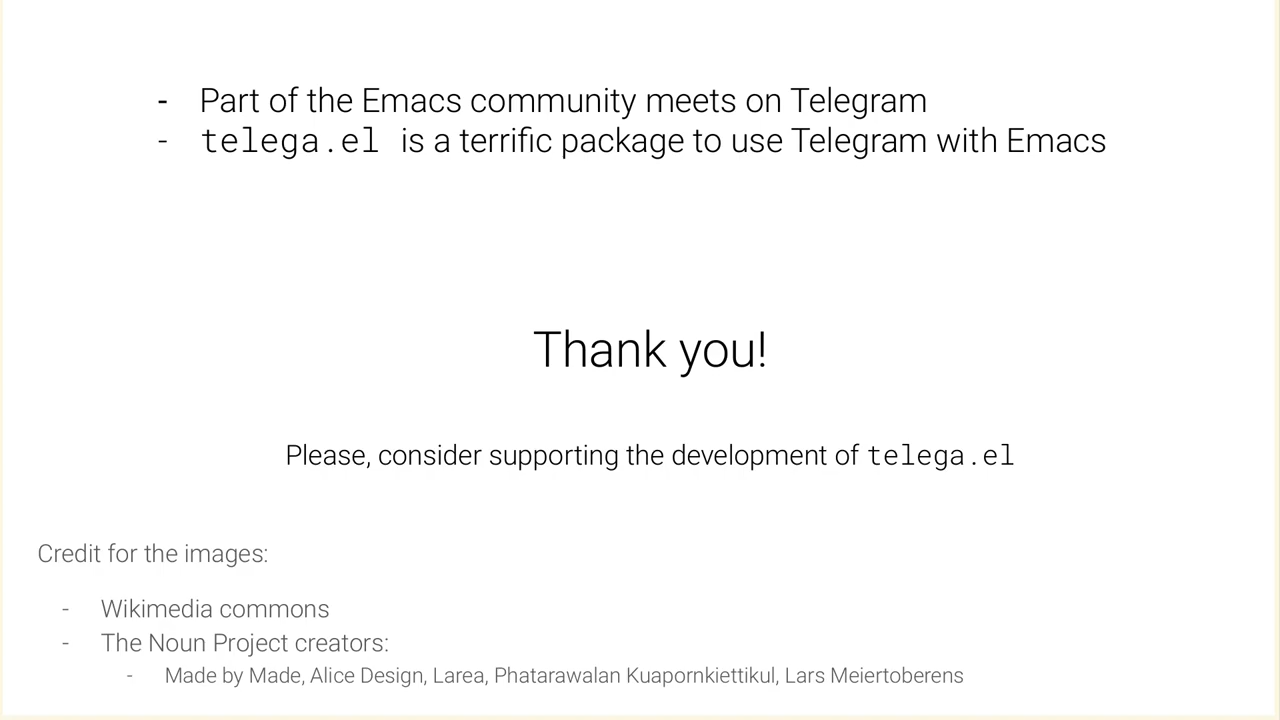 - Part of the Emacs community meets on Telegram
- telega.el is a terrific package to use Telegram with Emacs
Thank you!
Please, consider supporting the development of telega.el
Credit for the images:
- Wikimedia commons
- The Noun Project creators:
- Made by Made, Alice Design, Larea, Phatarawalan Kuapornkiettikul, Lars Meiertoberens